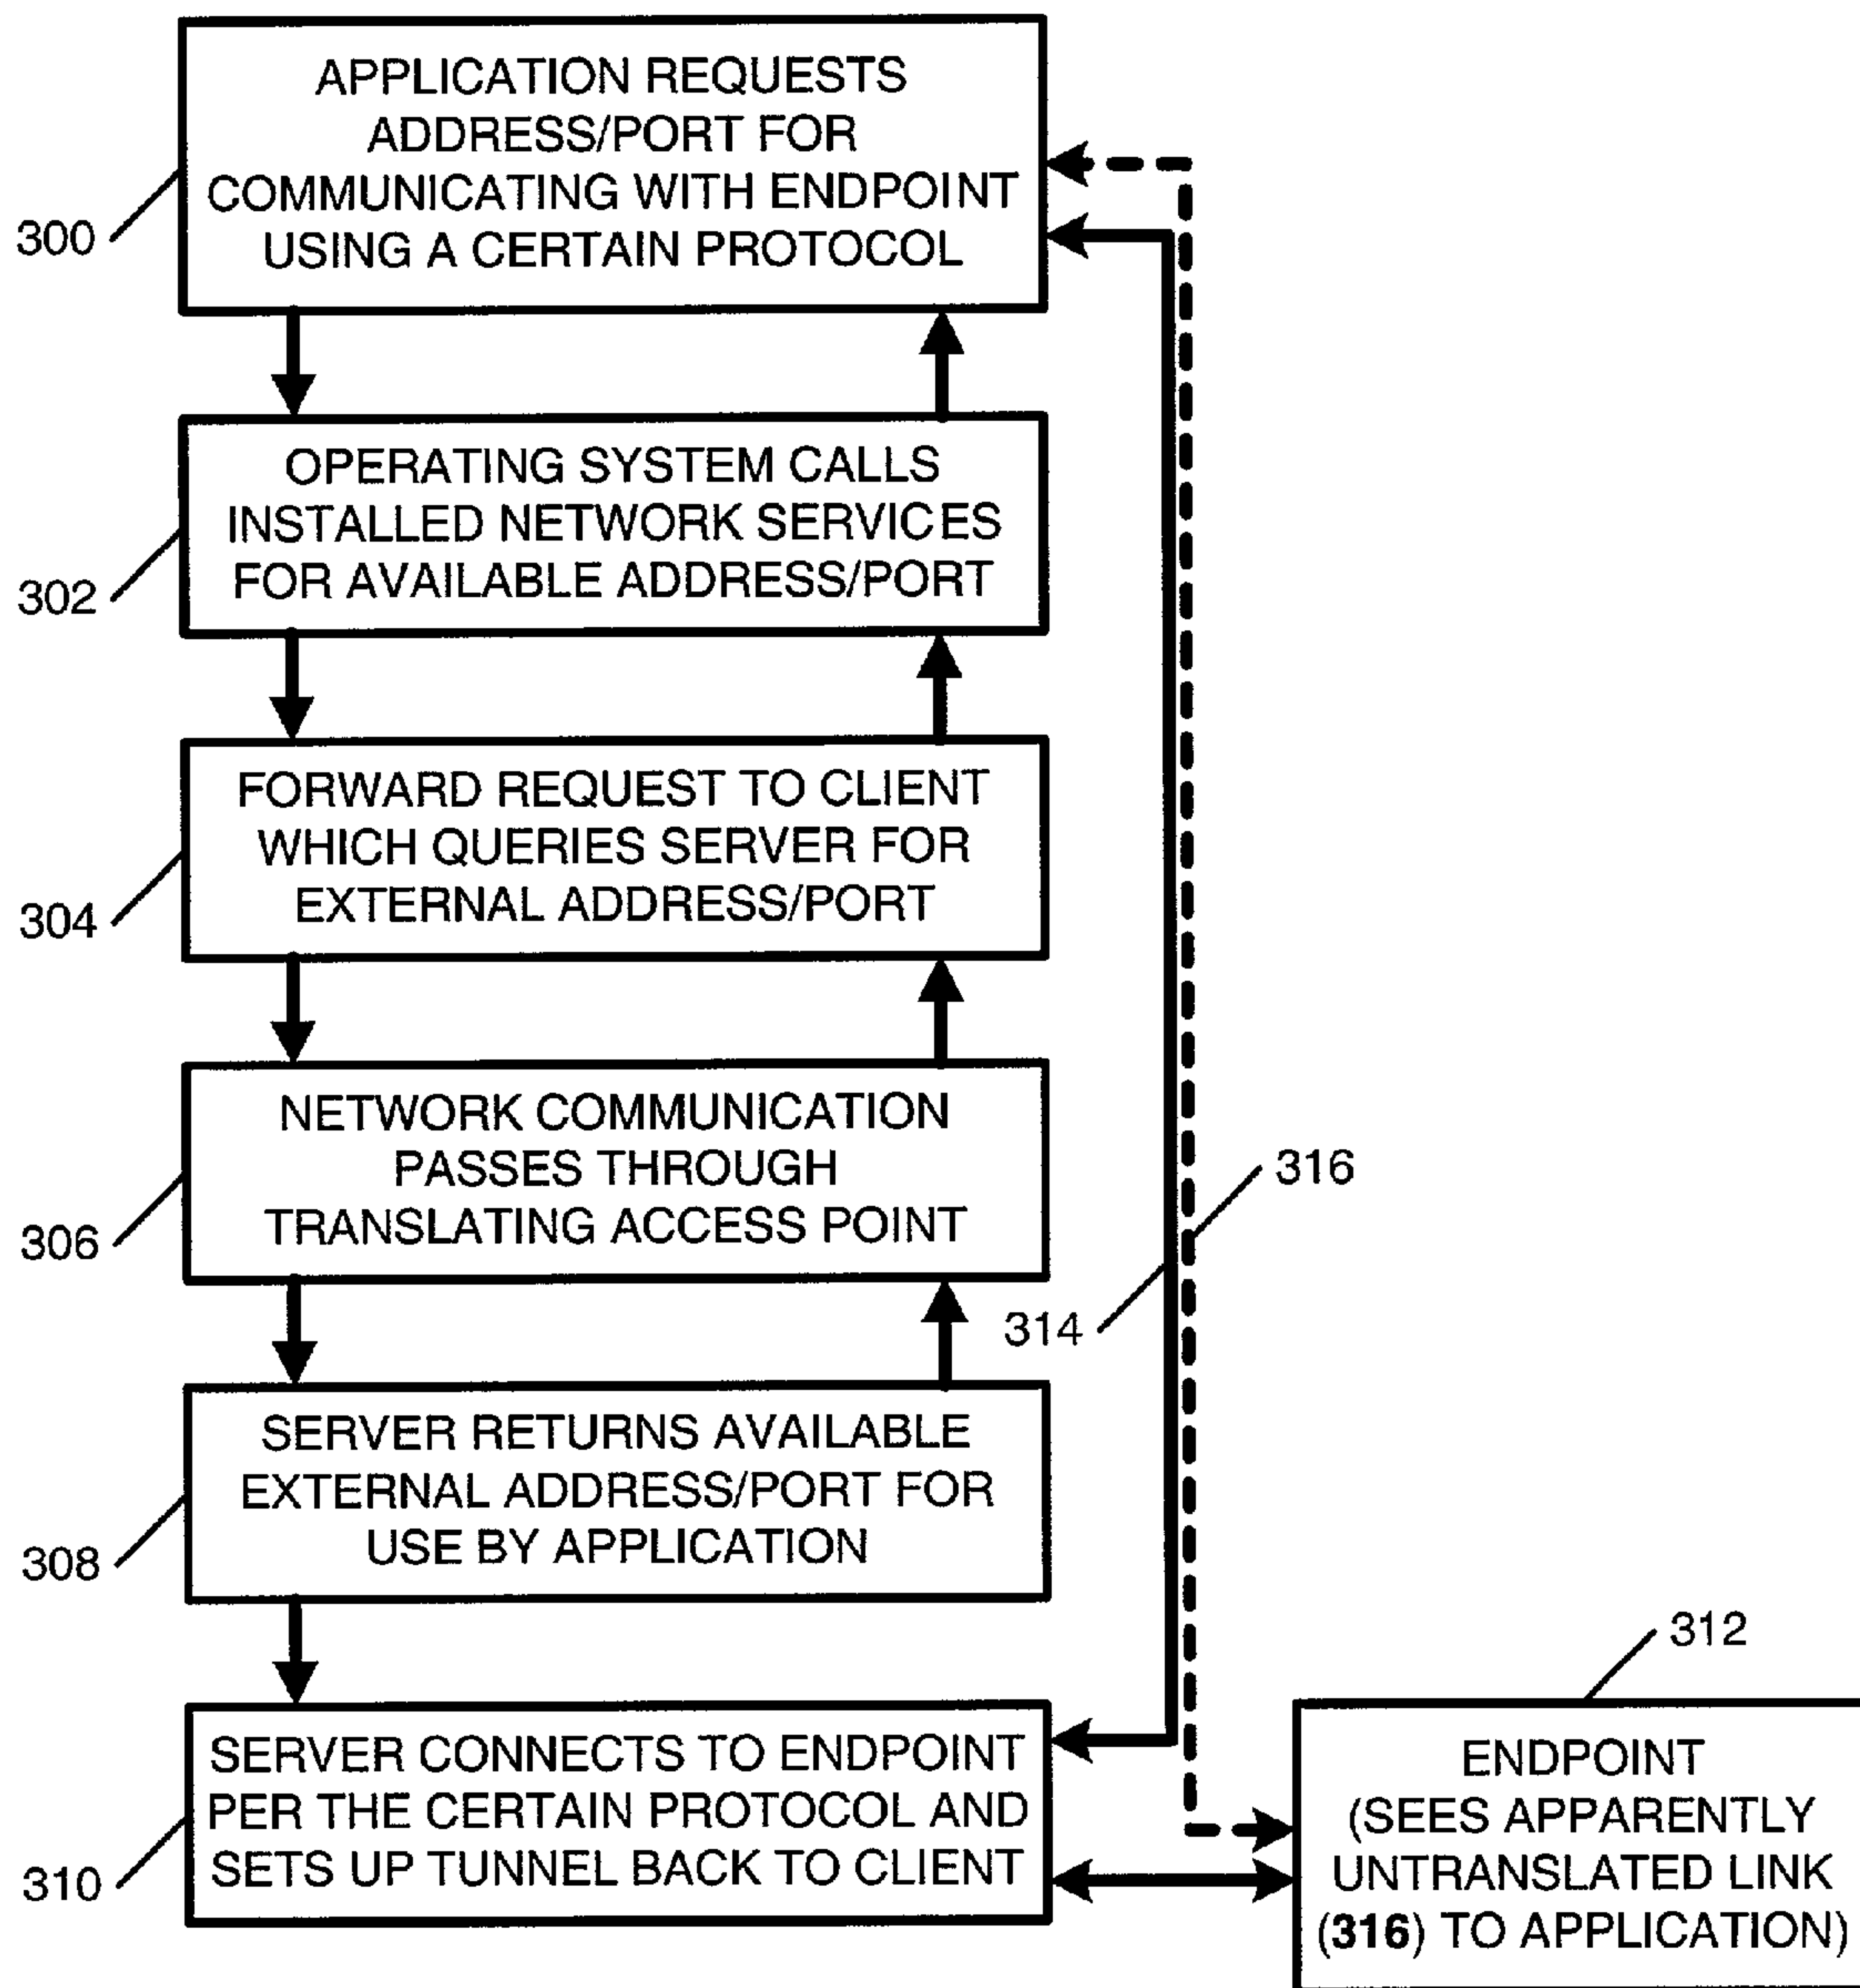 APPLICATION REQUESTS
ADDRESS/PORT FOR
COMMUNICATING WITH ENDPOINT
USING A CERTAIN PROTOCOL
300
OPERATING SYSTEM CALLS
INSTALLED NETWORK SERVICES
FOR AVAILABLE ADDRESS/PORT
302
FORWARD REQUEST TO CLIENT
WHICH QUERIES SERVER FOR
EXTERNAL ADDRESS/PORT
304
NETWORK COMMUNICATION
PASSES THROUGH
TRANSLATING ACCESS POINT
306
316
314
SERVER RETURNS AVAILABLE
EXTERNAL ADDRESS/PORT FOR
USE BY APPLICATION
308
SERVER CONNECTS TO ENDPOINT
PER THE CERTAIN PROTOCOL AND
SETS UP TUNNEL BACK TO CLIENT
310
312
ENDPOINT
(SEES APPARENTLY
UNTRANSLATED LINK
(316) TO APPLICATION)